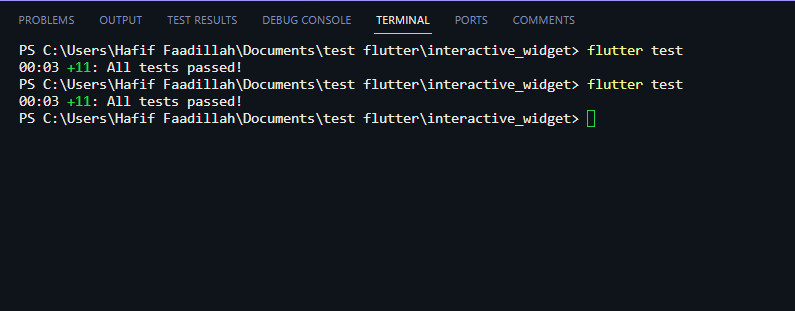 PROBLEMS OUTPUT TEST RESULTS DEBUG CONSOLE TERMINAL PORTS COMMENTS
PS C:\Users\Hafif Faadillah\Documents\test flutter\interactive_widget> flutter test
00:03 +11: All tests passed!
PS C:\Users\Hafif Faadillah\Documents\test flutter\interactive_widget> flutter test
00:03 +11: All tests passed!
PS C:\Users\Hafif Faadillah\Documents\test flutter\interactive_widget>